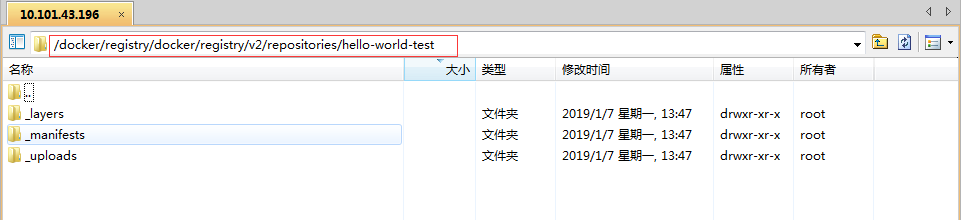 10.101.43.196 ×
/docker/registry/docker/registry/v2/repositories/hello-world-test
名称 大小 类型 修改时间 属性 所有者
..
_layers 文件夹 2019/1/7 星期一, 13:47 drwxr-xr-x root
_manifests 文件夹 2019/1/7 星期一, 13:47 drwxr-xr-x root
_uploads 文件夹 2019/1/7 星期一, 13:47 drwxr-xr-x root